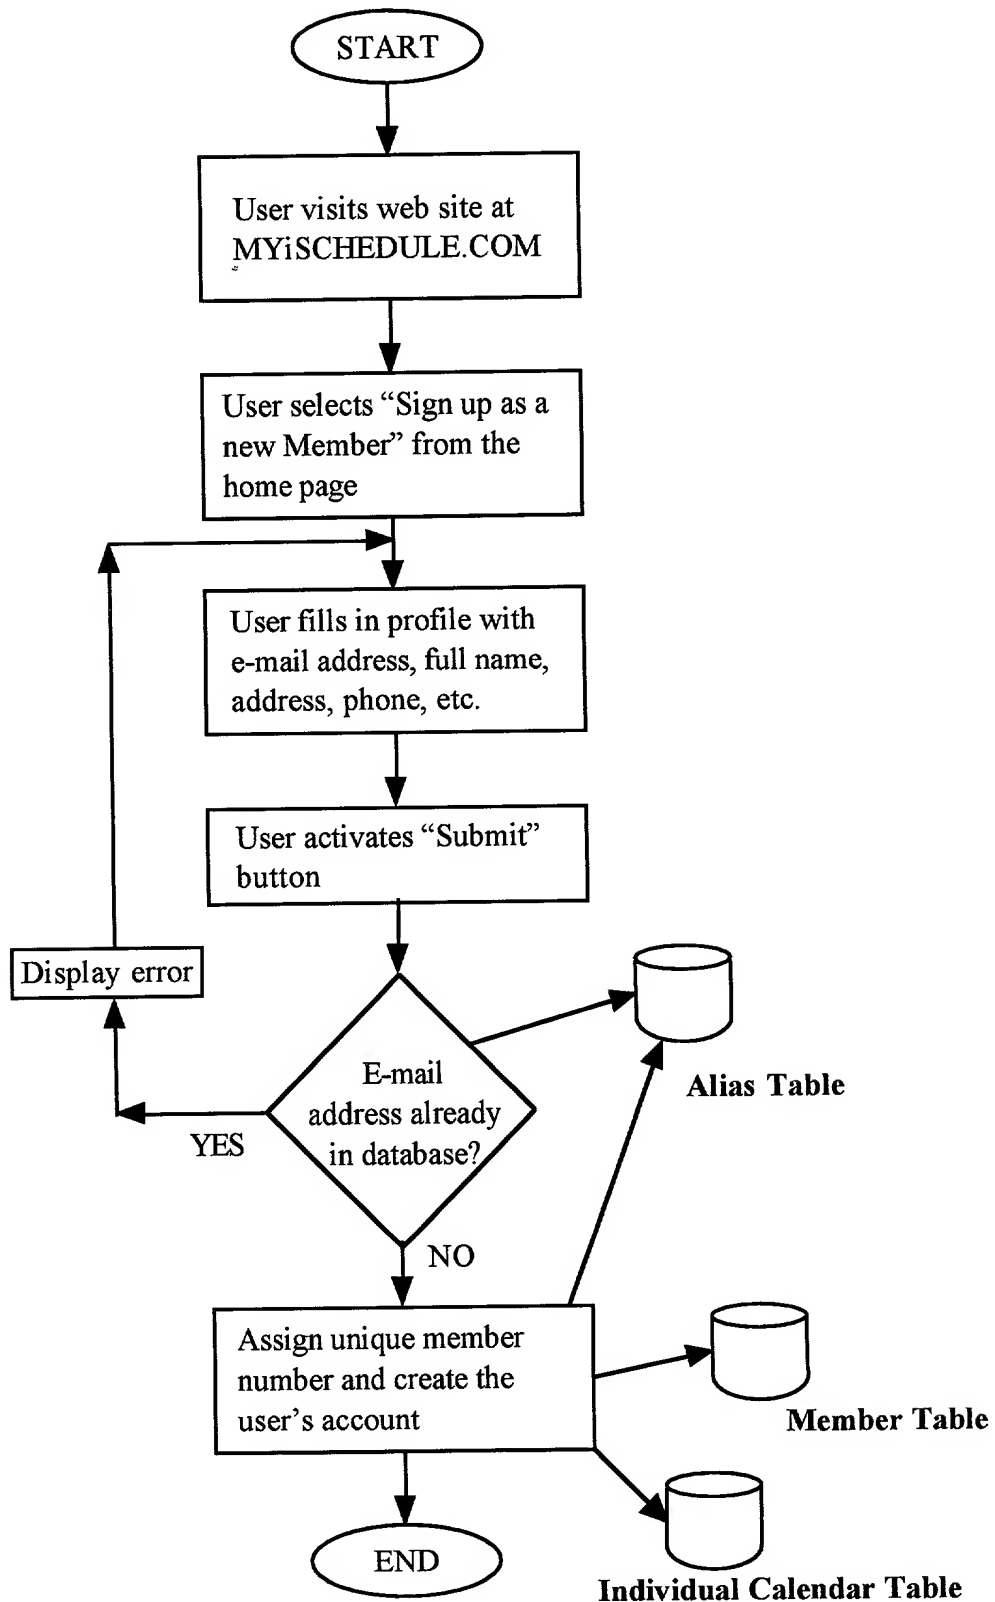 START
User visits web site at
MYiSCHEDULE.COM
User selects “Sign up as a
new Member” from the
home page
User fills in profile with
e-mail address, full name,
address, phone, etc.
User activates “Submit”
button
Display error
E-mail
address already
in database?
YES
NO
Alias Table
Assign unique member
number and create the
user’s account
Member Table
END
Individual Calendar Table